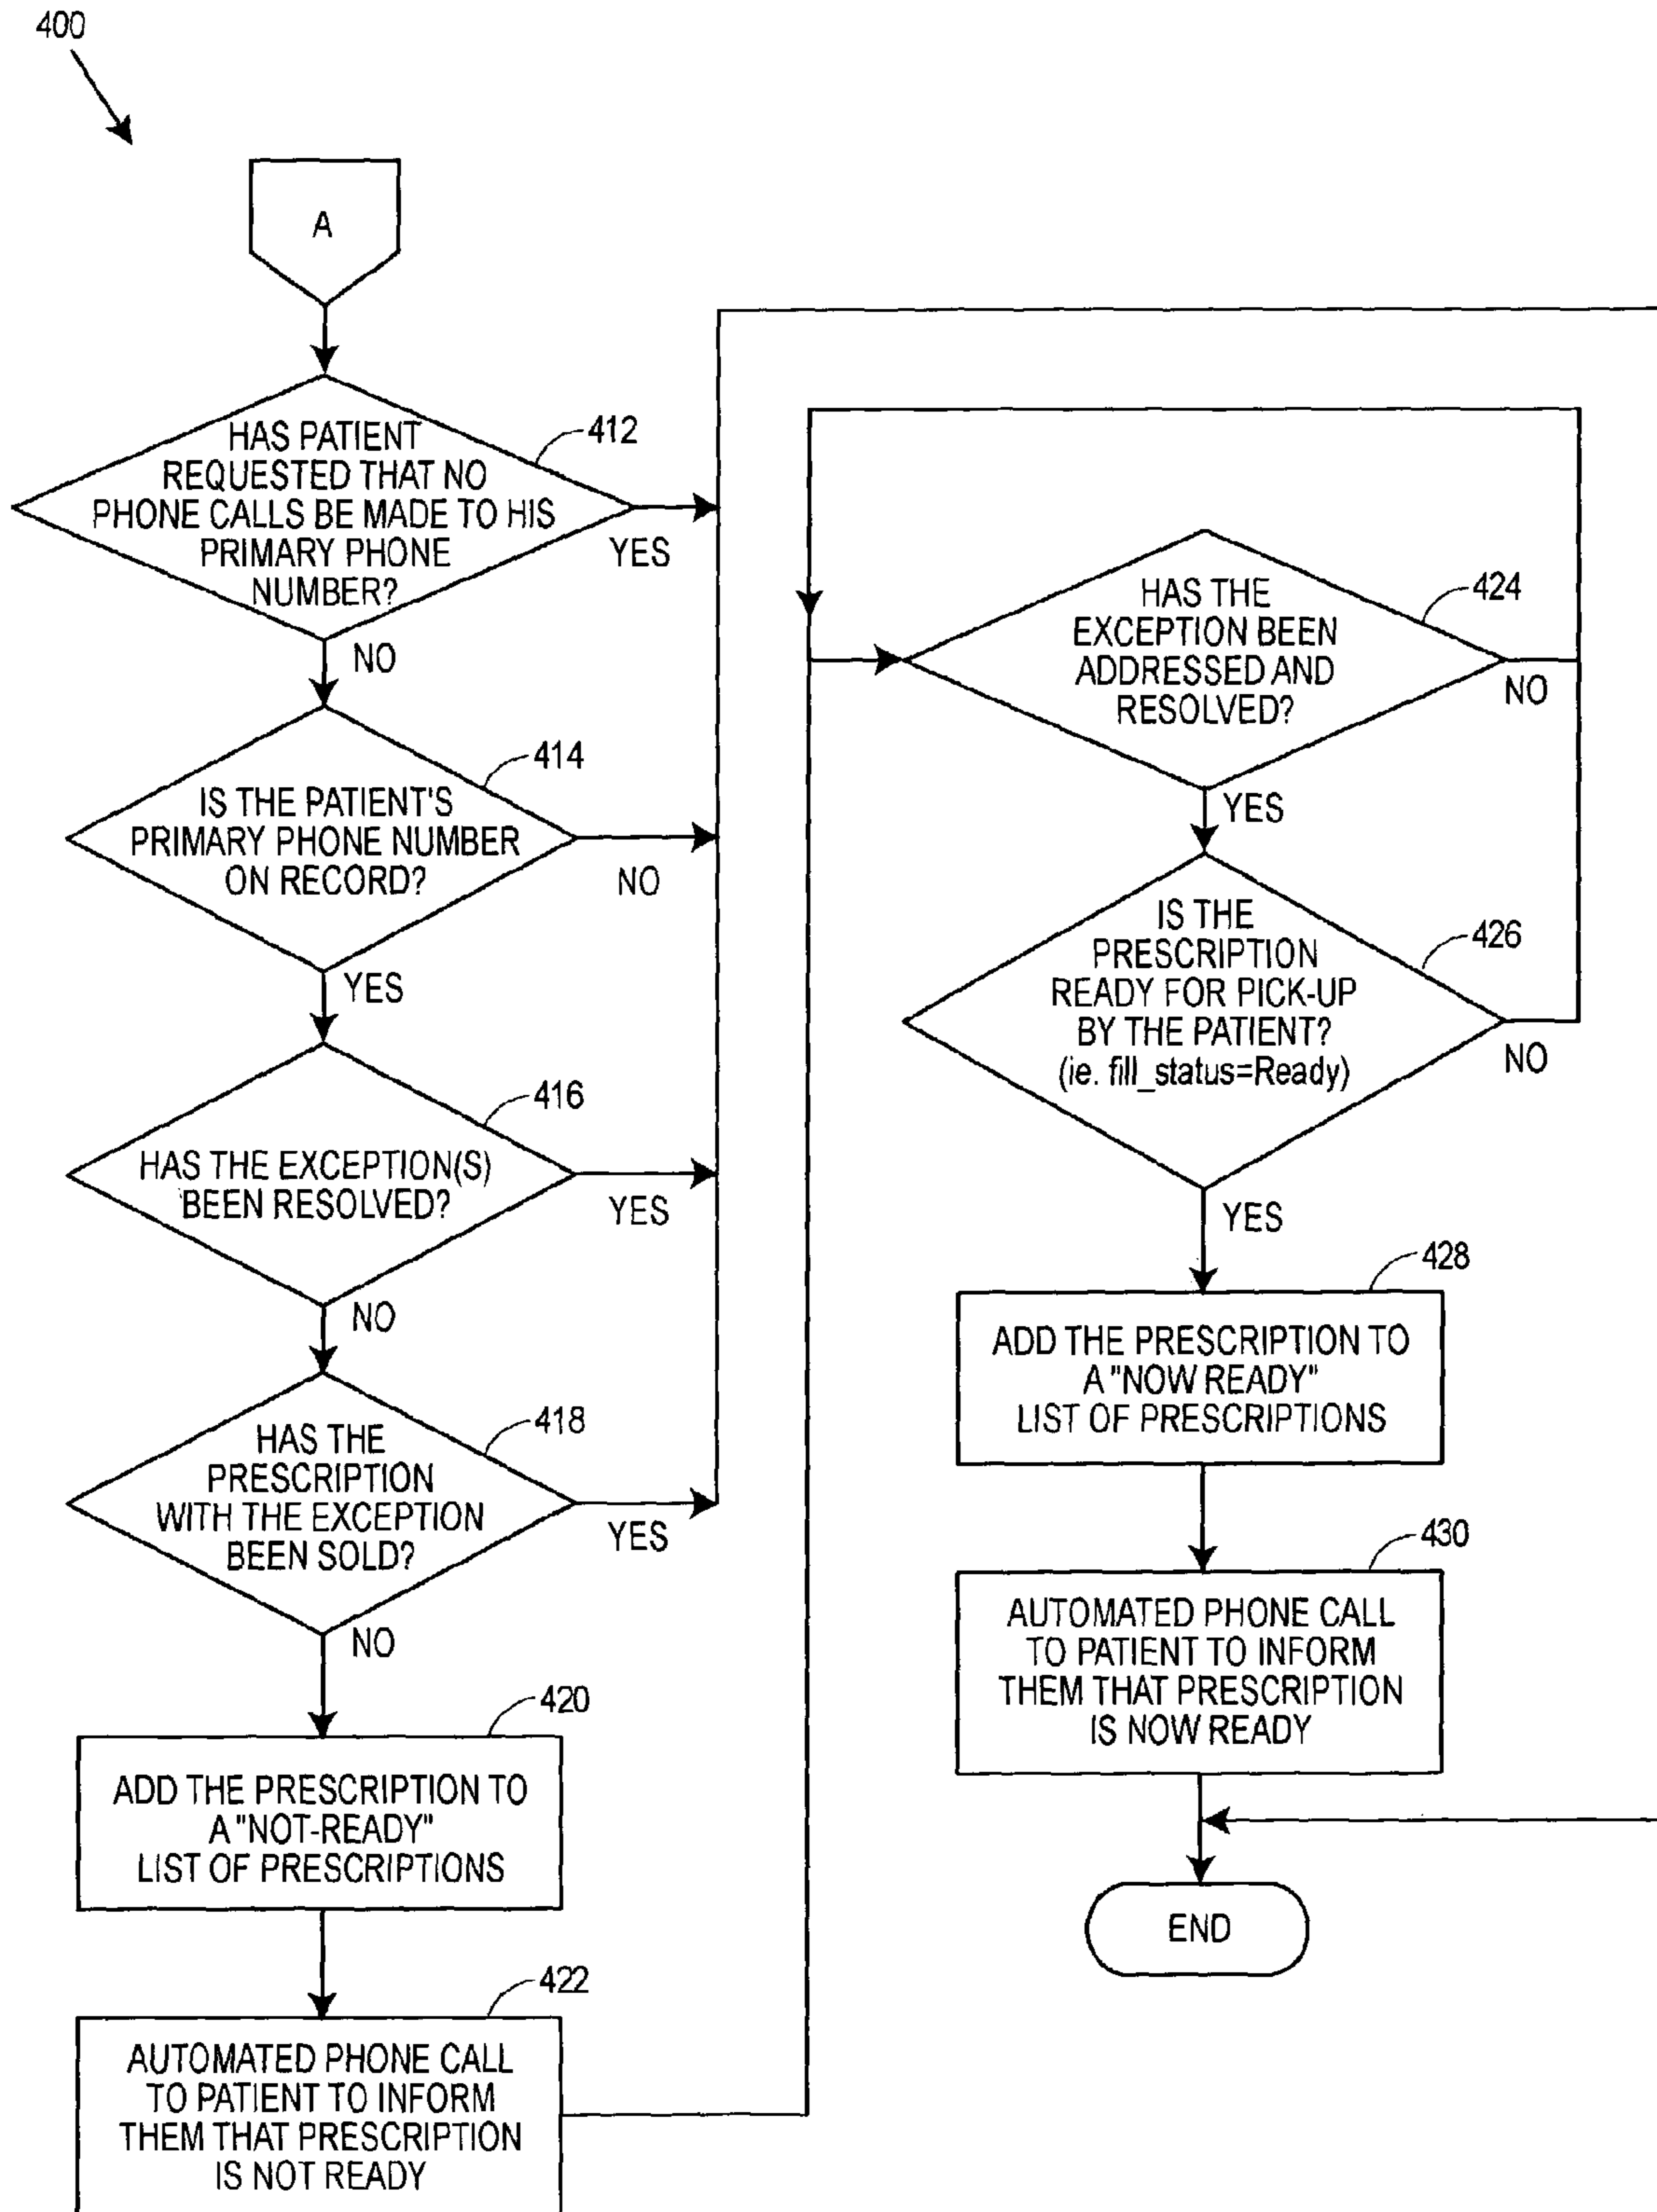 400
A
HAS PATIENT
REQUESTED THAT NO
PHONE CALLS BE MADE TO HIS
PRIMARY PHONE
NUMBER?
412
YES
NO
IS THE PATIENT'S
PRIMARY PHONE NUMBER
ON RECORD?
414
NO
YES
HAS THE EXCEPTION(S)
BEEN RESOLVED?
416
YES
NO
HAS THE
PRESCRIPTION
WITH THE EXCEPTION
BEEN SOLD?
418
YES
NO
420
ADD THE PRESCRIPTION TO
A "NOT-READY"
LIST OF PRESCRIPTIONS
422
AUTOMATED PHONE CALL
TO PATIENT TO INFORM
THEM THAT PRESCRIPTION
IS NOT READY
HAS THE
EXCEPTION BEEN
ADDRESSED AND
RESOLVED?
424
NO
YES
IS THE
PRESCRIPTION
READY FOR PICK-UP
BY THE PATIENT?
(ie. fill_status=Ready)
426
NO
YES
428
ADD THE PRESCRIPTION TO
A "NOW READY"
LIST OF PRESCRIPTIONS
430
AUTOMATED PHONE CALL
TO PATIENT TO INFORM
THEM THAT PRESCRIPTION
IS NOW READY
END